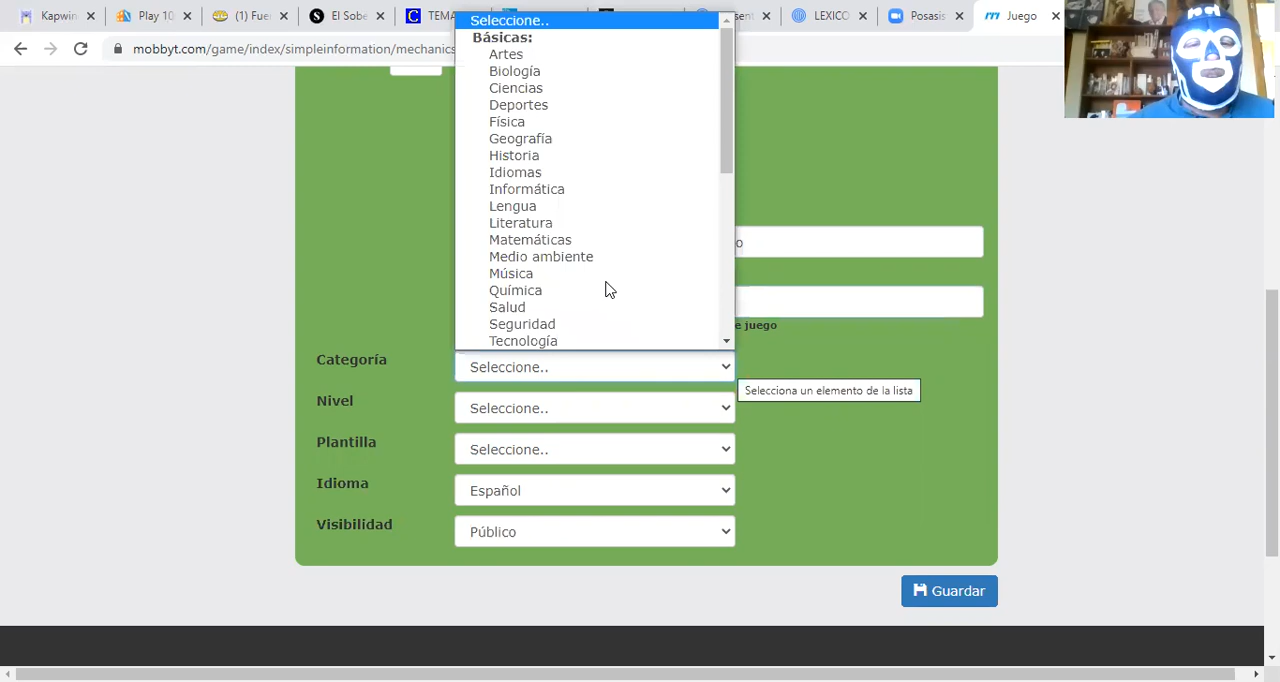 Kapwin
Play 10
(1) Fue
El Sobe
C TEMA
sent
LEXICO
Posasis
Juego
mobbyt.com/game/index/simpleinformation/mechanics
Seleccione..
Básicas:
Artes
Biología
Ciencias
Deportes
Física
Geografía
Historia
Idiomas
Informática
Lengua
Literatura
Matemáticas
Medio ambiente
Música
Química
Salud
Seguridad
Tecnología
o
e juego
Categoría
Seleccione..
Selecciona un elemento de la lista
Nivel
Seleccione..
Plantilla
Seleccione..
Idioma
Español
Visibilidad
Público
Guardar